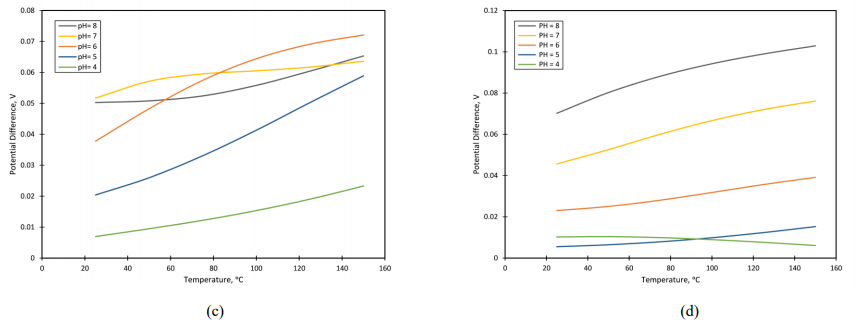 0.08
0.07
0.06
0.05
0.04
0.03
0.02
0.01
0
Potential Difference, V
pH= 8
pH= 7
pH= 6
pH= 5
pH= 4
0 20 40 60 80 100 120 140 160
Temperature, °C
(c)
0.12
0.1
0.08
0.06
0.04
0.02
0
Potential Difference, V
PH = 8
PH = 7
PH = 6
PH = 5
PH = 4
0 20 40 60 80 100 120 140 160
Temperature, °C
(d)